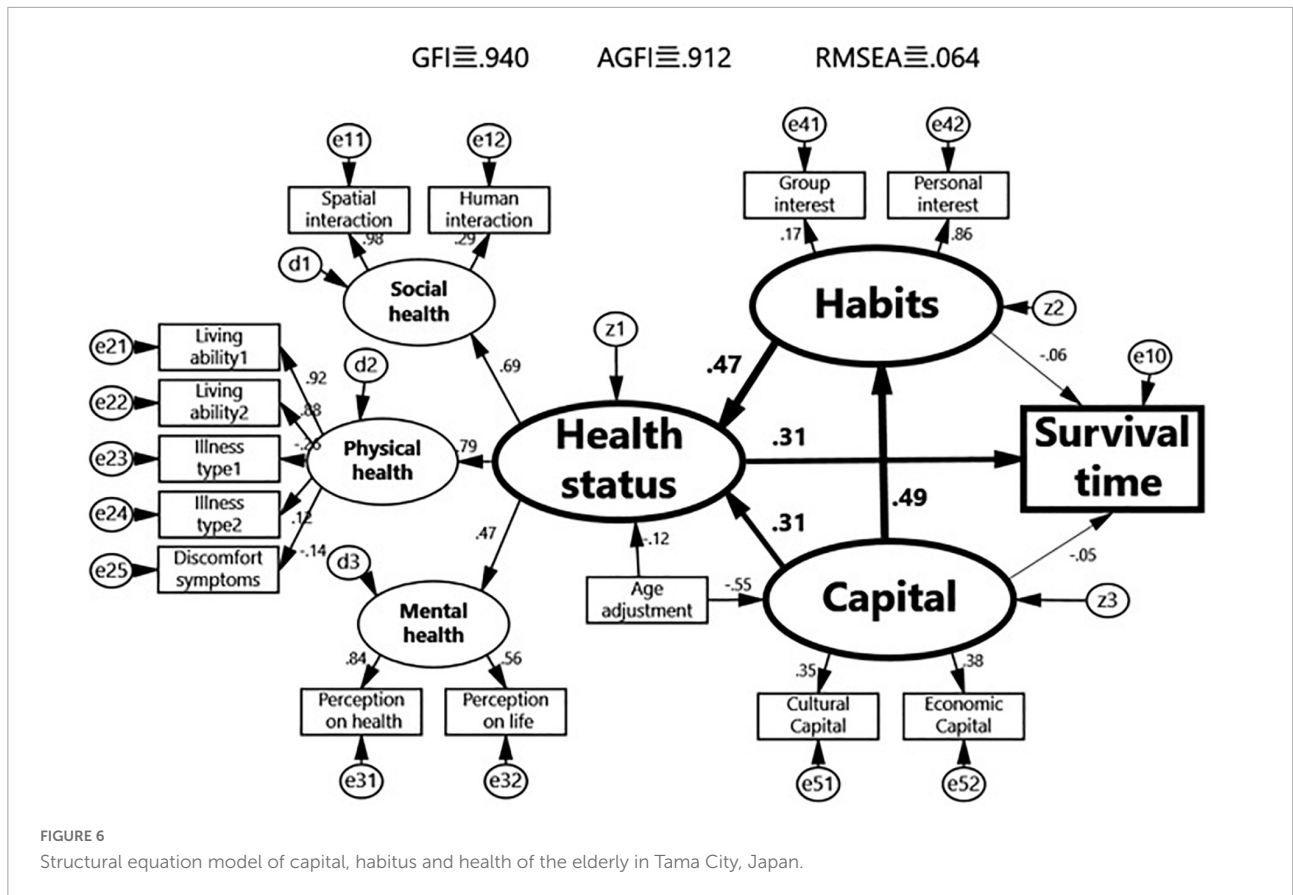 GFI☰.940 AGFI☰.912 RMSEA☰.064
e11 e12 e41 e42
Spatial
interaction
Human
interaction
Group
interest
Personal
interest
.98 .29 .17 .86
d1
Social
health
Habits
z2
z1
e21
Living
ability1
.92
d2
.69
.47
-.06
e10
e22
Living
ability2
.88
e23
Illness
type1
-.26
Physical
health
.79
Health
status
.31
Survival
time
e24
Illness
type2
.12
.47
.31
.49
e25
Discomfort
symptoms
-.14
d3
-.12
-.05
Age
adjustment
-.55
Capital
z3
Mental
health
.84 .56 .35 .38
Perception
on health
Perception
on life
Cultural
Capital
Economic
Capital
e31 e32 e51 e52
FIGURE 6
Structural equation model of capital, habitus and health of the elderly in Tama City, Japan.